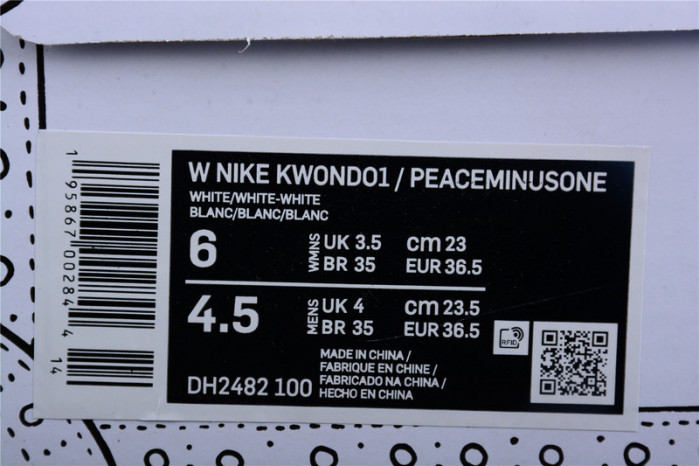 W NIKE KWONDO1 / PEACEMINUSONE
WHITE/WHITE-WHITE
BLANC/BLANC/BLANC
6 WMNS UK 3.5 cm 23
BR 35 EUR 36.5
4.5 MENS UK 4 cm 23.5
BR 35 EUR 36.5
MADE IN CHINA /
FABRIQUE EN CHINE /
FABRICADO NA CHINA /
HECHO EN CHINA
DH2482 100
RFID
1 95867 00284 4
14